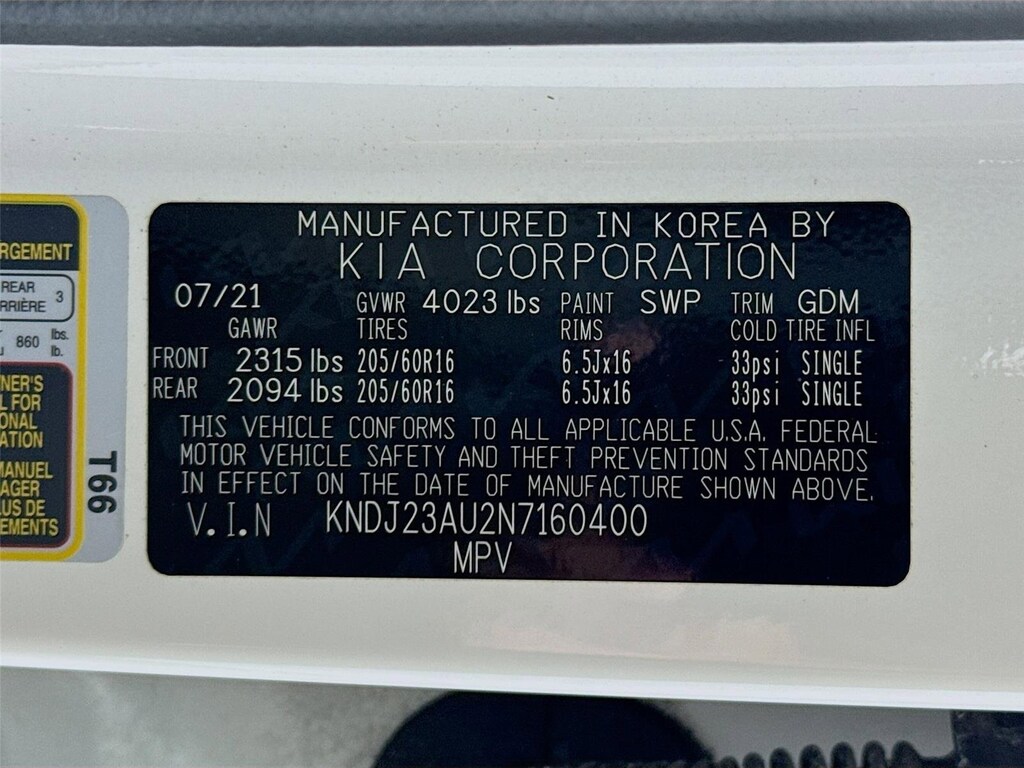 RGEMENT
REAR
RRIÈRE 3
860 lbs.
lb.
NER'S
L FOR
ONAL
ATION
MANUEL
AGER
US DE
EMENTS
T66
MANUFACTURED IN KOREA BY
KIA CORPORATION
07/21 GVWR 4023 lbs PAINT SWP TRIM GDM
GAWR TIRES RIMS COLD TIRE INFL
FRONT 2315 lbs 205/60R16 6.5Jx16 33psi SINGLE
REAR 2094 lbs 205/60R16 6.5Jx16 33psi SINGLE
THIS VEHICLE CONFORMS TO ALL APPLICABLE U.S.A. FEDERAL
MOTOR VEHICLE SAFETY AND THEFT PREVENTION STANDARDS
IN EFFECT ON THE DATE OF MANUFACTURE SHOWN ABOVE.
V.I.N KNDJ23AU2N7160400
MPV